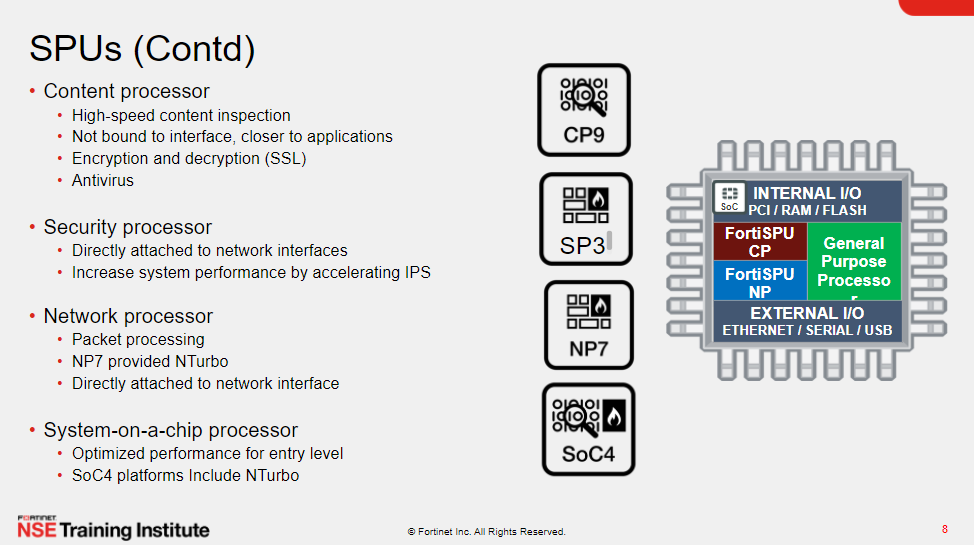 SPUs (Contd)
• Content processor
• High-speed content inspection
• Not bound to interface, closer to applications
• Encryption and decryption (SSL)
• Antivirus
• Security processor
• Directly attached to network interfaces
• Increase system performance by accelerating IPS
• Network processor
• Packet processing
• NP7 provided NTurbo
• Directly attached to network interface
• System-on-a-chip processor
• Optimized performance for entry level
• SoC4 platforms Include NTurbo
CP9
SP3
NP7
SoC4
SoC
INTERNAL I/O
PCI / RAM / FLASH
FortiSPU
CP
FortiSPU
NP
General
Purpose
Processo
r
EXTERNAL I/O
ETHERNET / SERIAL / USB
FORTINET
NSE Training Institute
© Fortinet Inc. All Rights Reserved.
8